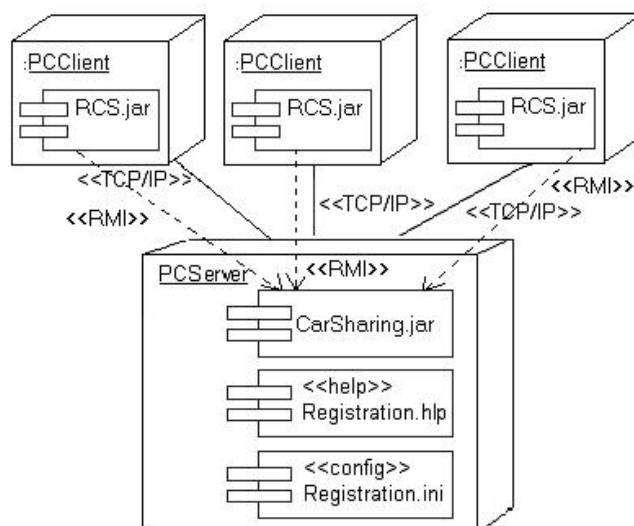 :PCClient
RCS.jar
:PCClient
RCS.jar
:PCClient
RCS.jar
<<TCP/IP>>
<<RMI>>
<<TCP/IP>>
<<RMI>>
<<TCP/IP>>
<<RMI>>
PCServer
CarSharing.jar
<<help>>
Registration.hlp
<<config>>
Registration.ini